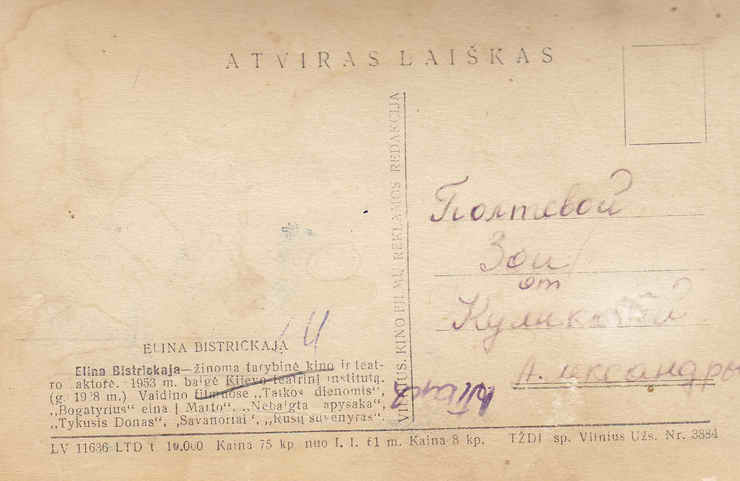 ATVIRAS LAIŠKAS
VILNIUS. KINO FILMŲ REKLAMOS REDAKCIJA
ELINA BISTRICKAJA
Elina Bistrickaja—žinoma tarybinė kino ir teat-
ro aktorė. 1953 m. baigė Kijevo teatrinį institutą.
(g. 1928 m.) Vaidino filmuose „Taikos dienomis",
„Bogatyrius" eina į Marto", „Nebaigta apysaka",
„Tykusis Donas", „Savanoriai", „Rusų suvenyras".
LV 11636 LTD t 10.000 Kaina 75 kp nuo I. I. 61 m. Kaina 8 kp. TŽDI sp. Vilnius Užs. Nr. 3884
Полтевой
Зои
от
Александры